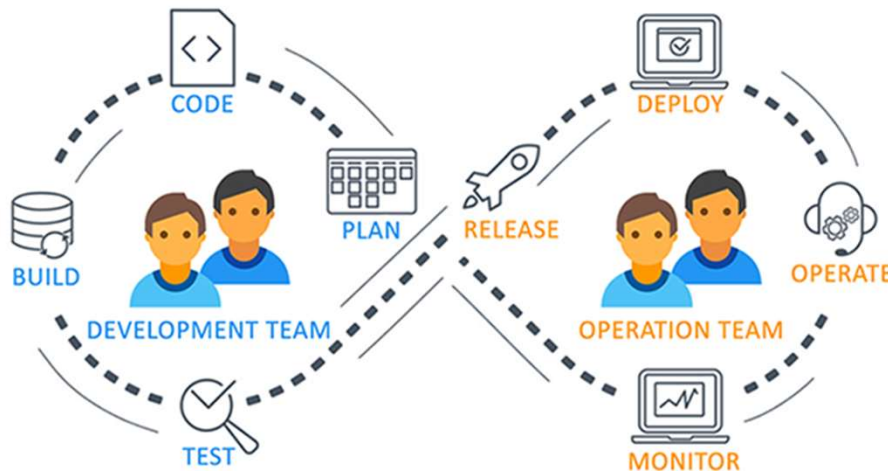 CODE
DEPLOY
PLAN
RELEASE
BUILD
OPERATE
DEVELOPMENT TEAM
OPERATION TEAM
TEST
MONITOR